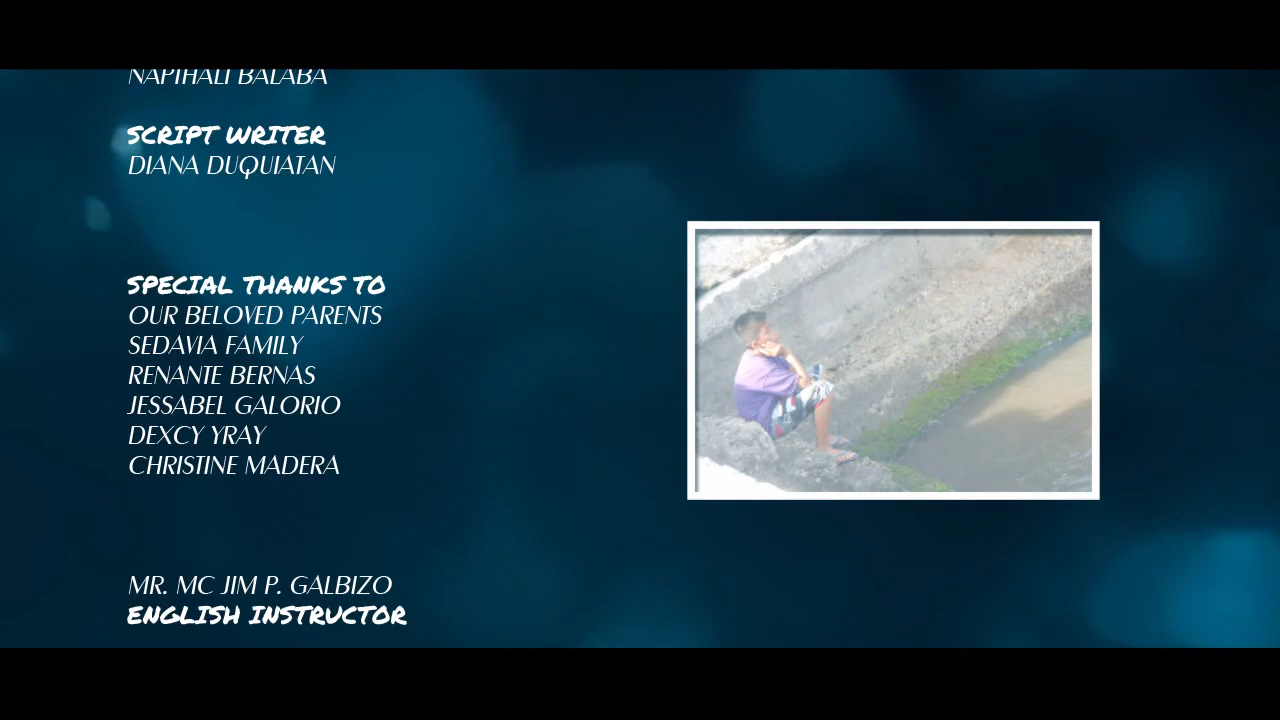 NAPTHALI BALABA
SCRIPT WRITER
DIANA DUQUIATAN
SPECIAL THANKS TO
OUR BELOVED PARENTS
SEDAVIA FAMILY
RENANTE BERNAS
JESSABEL GALORIO
DEXCY YRAY
CHRISTINE MADERA
MR. MC JIM P. GALBIZO
ENGLISH INSTRUCTOR